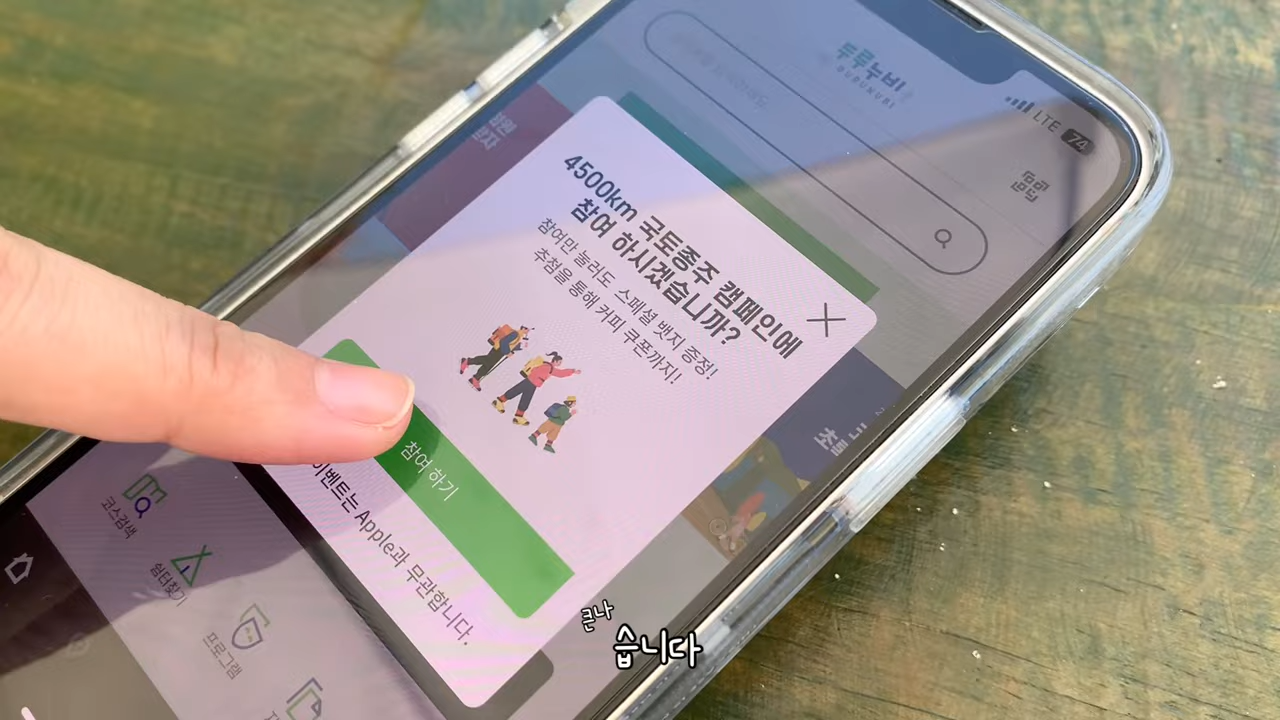 두루누비
DURUNUBI
LTE 74
4500km 국토종주 캠페인에
참여 하시겠습니까?
참여만 눌러도 스페셜 뱃지 증정!
추첨을 통해 커피 쿠폰까지!
참여 하기
이벤트는 Apple과 무관합니다.
코스검색
쉼터찾기
프로그램
큰나
습니다